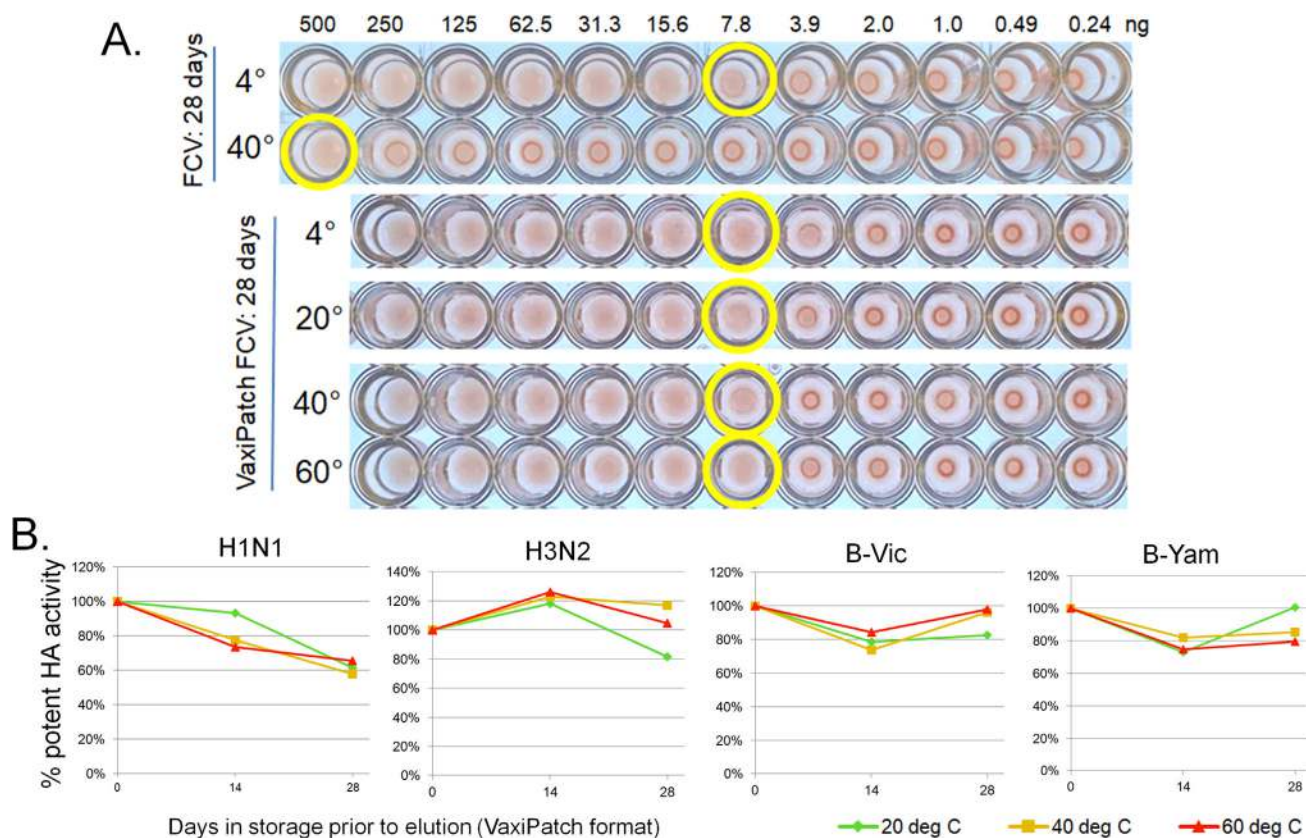 A.
500 250 125 62.5 31.3 15.6 7.8 3.9 2.0 1.0 0.49 0.24 ng
FCV: 28 days
4°
40°
VaxiPatch FCV: 28 days
4°
20°
40°
60°
B.
% potent HA activity
H1N1
120%
100%
80%
60%
40%
20%
0%
0 14 28
H3N2
140%
120%
100%
80%
60%
40%
20%
0%
0 14 28
B-Vic
120%
100%
80%
60%
40%
20%
0%
0 14 28
B-Yam
120%
100%
80%
60%
40%
20%
0%
0 14 28
Days in storage prior to elution (VaxiPatch format)
20 deg C 40 deg C 60 deg C